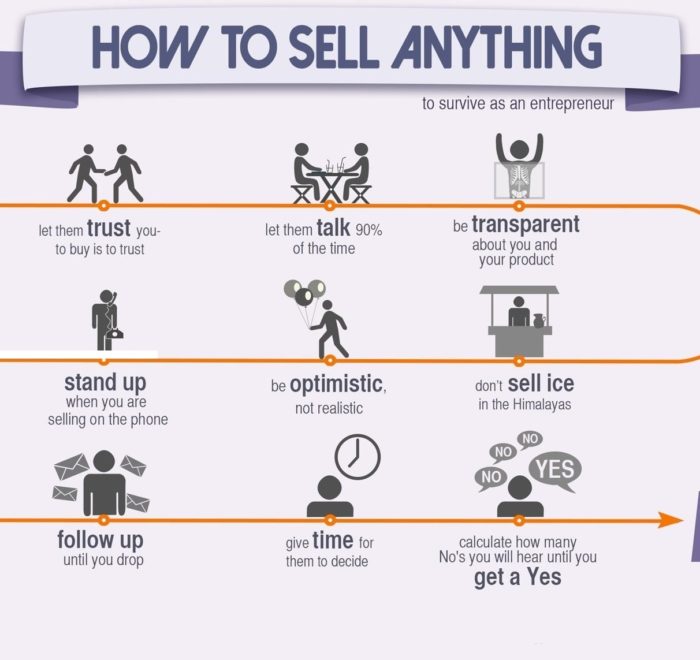 HOW TO SELL ANYTHING
to survive as an entrepreneur
let them trust you-
to buy is to trust
let them talk 90%
of the time
be transparent
about you and
your product
stand up
when you are
selling on the phone
be optimistic,
not realistic
don't sell ice
in the Himalayas
NO
NO
NO
YES
follow up
until you drop
give time for
them to decide
calculate how many
No's you will hear until you
get a Yes